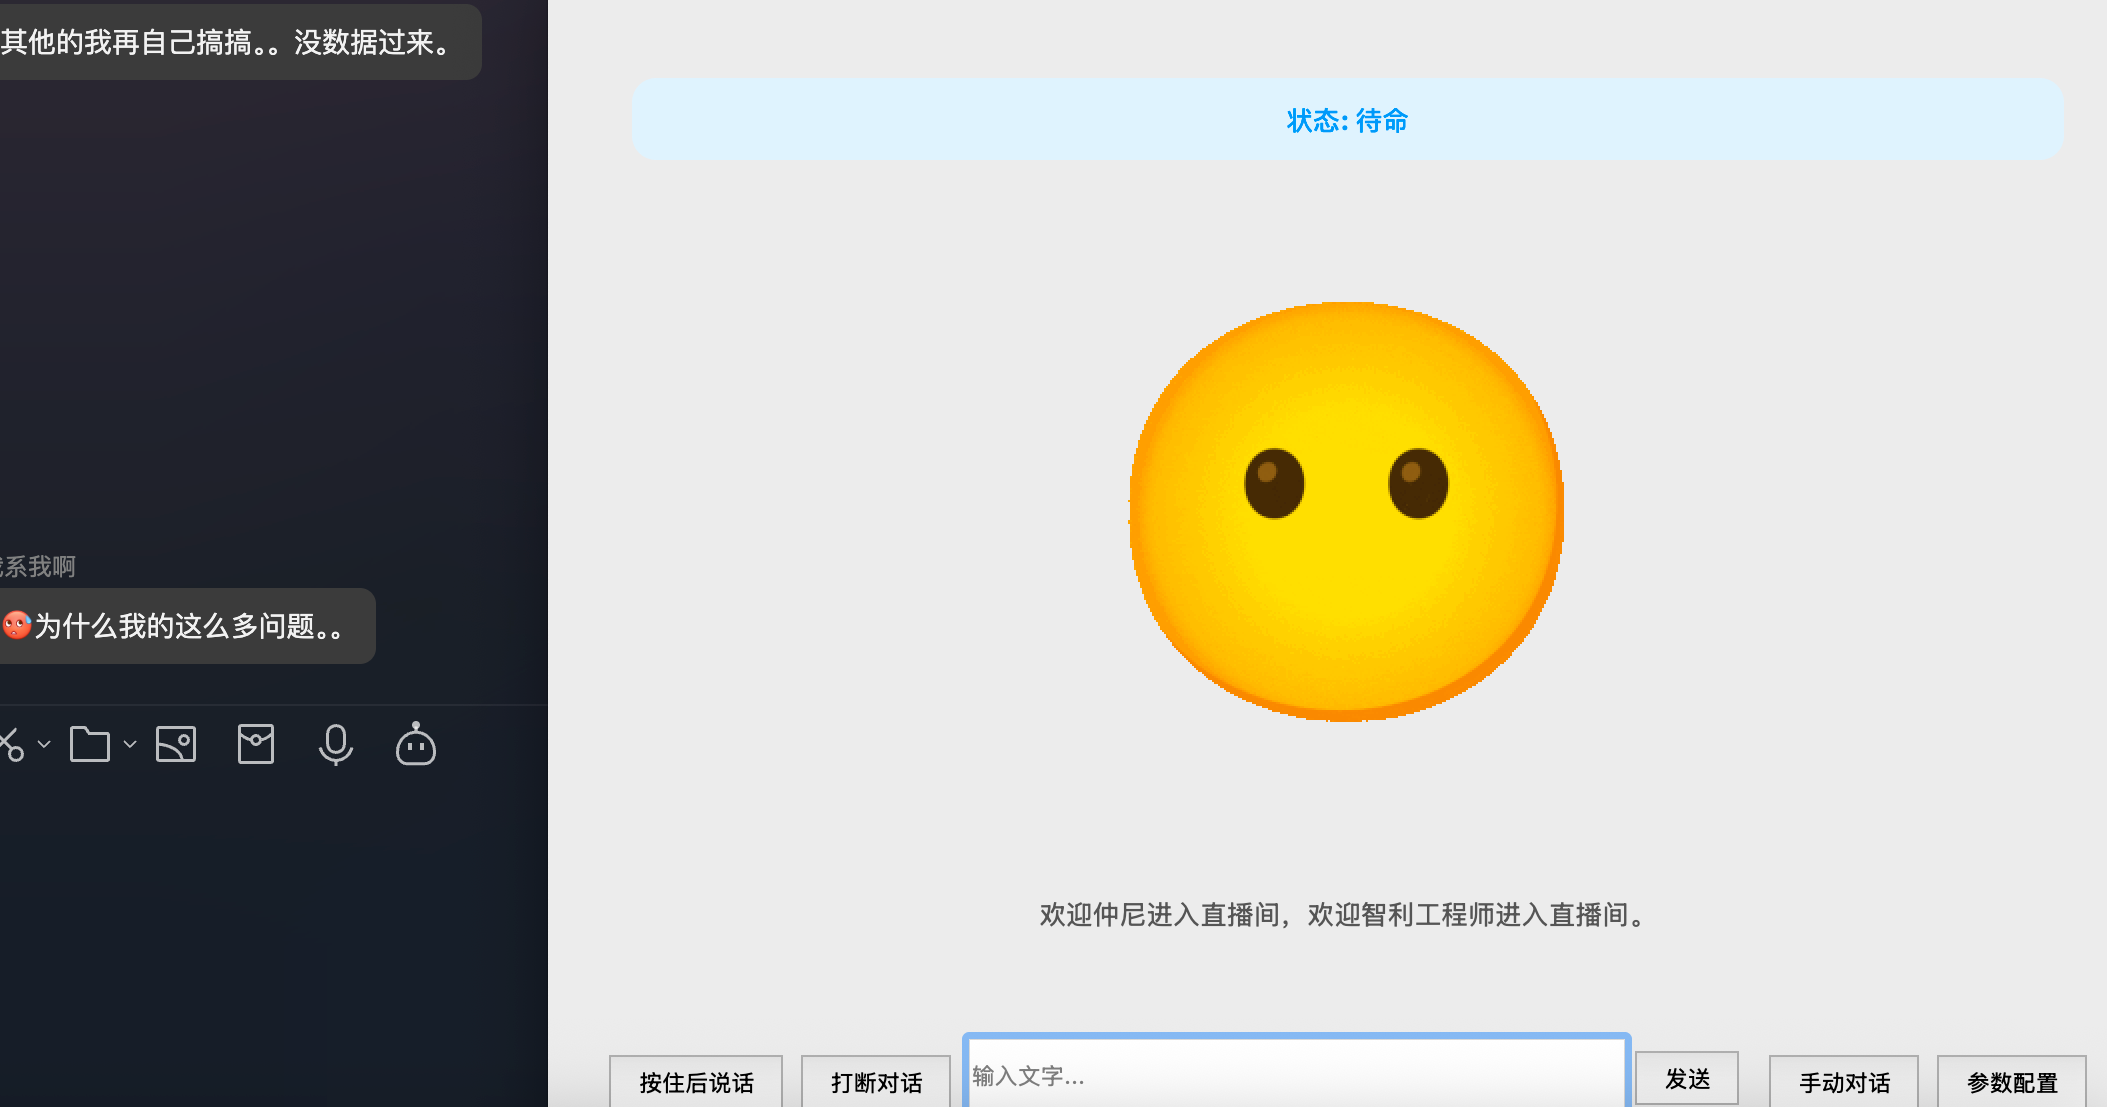 其他的我再自己搞搞。。没数据过来。
系我啊
为什么我的这么多问题。。
状态: 待命
欢迎仲尼进入直播间，欢迎智利工程师进入直播间。
按住后说话
打断对话
输入文字...
发送
手动对话
参数配置